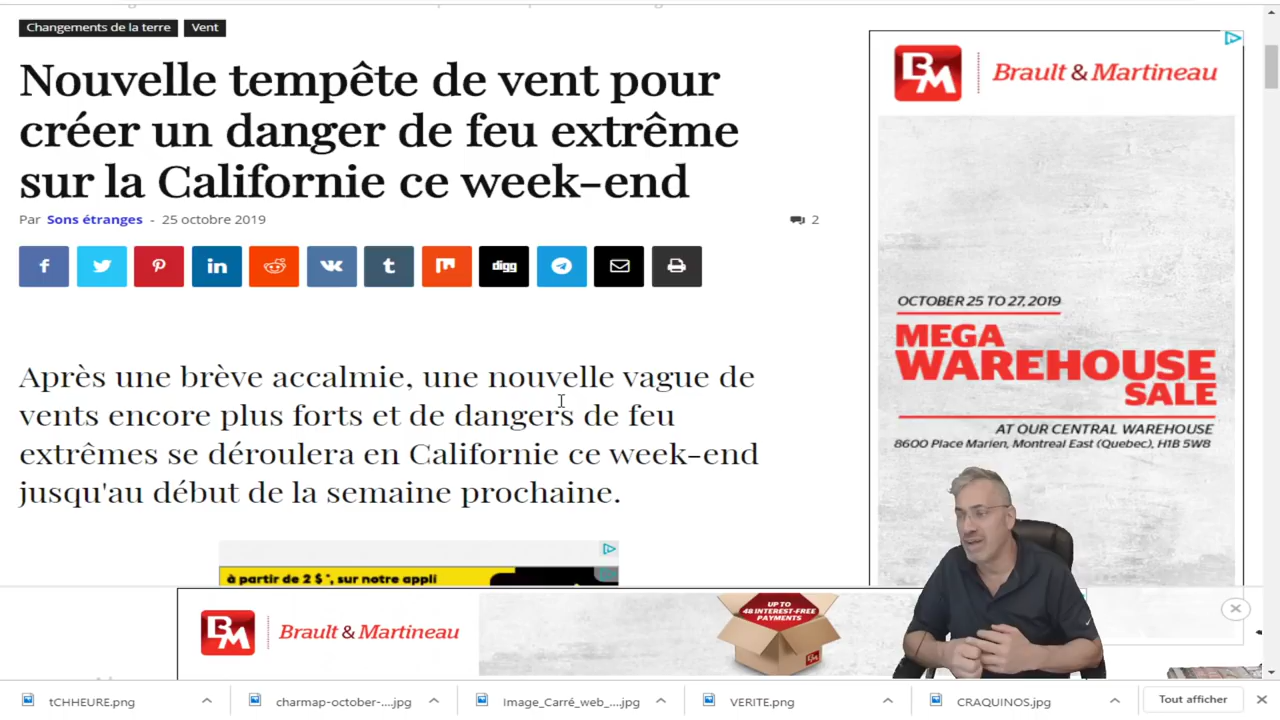 Changements de la terre
Vent
Nouvelle tempête de vent pour
créer un danger de feu extrême
sur la Californie ce week-end
Par Sons étranges - 25 octobre 2019
2
digg
Après une brève accalmie, une nouvelle vague de
vents encore plus forts et de dangers de feu
extrêmes se déroulera en Californie ce week-end
jusqu'au début de la semaine prochaine.
à partir de 2 $*, sur notre appli
BM
Brault & Martineau
OCTOBER 25 TO 27, 2019
MEGA
WAREHOUSE
SALE
AT OUR CENTRAL WAREHOUSE
8600 Place Marien, Montreal East (Quebec), H1B 5W8
BM
Brault & Martineau
UP TO
48 INTEREST-FREE
PAYMENTS
tCHHEURE.png
charmap-october-....jpg
Image_Carré_web_....jpg
VERITE.png
CRAQUINOS.jpg
Tout afficher